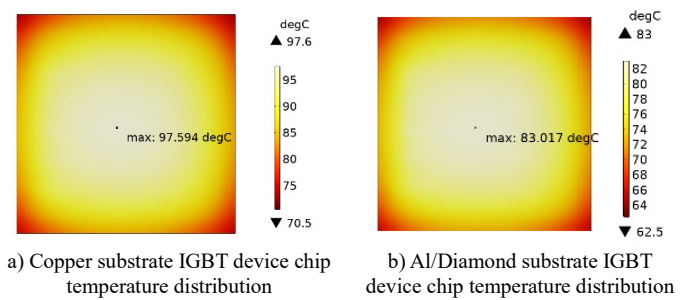 degC
▲ 97.6
95
90
85
80
75
▼ 70.5
max: 97.594 degC
a) Copper substrate IGBT device chip
temperature distribution
degC
▲ 83
82
80
78
76
74
72
70
68
66
64
▼ 62.5
max: 83.017 degC
b) Al/Diamond substrate IGBT
device chip temperature distribution